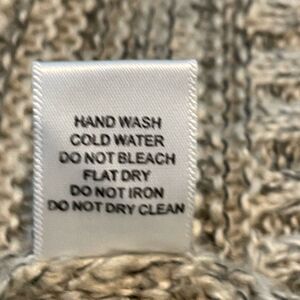 HAND WASH
COLD WATER
DO NOT BLEACH
FLAT DRY
DO NOT IRON
DO NOT DRY CLEAN